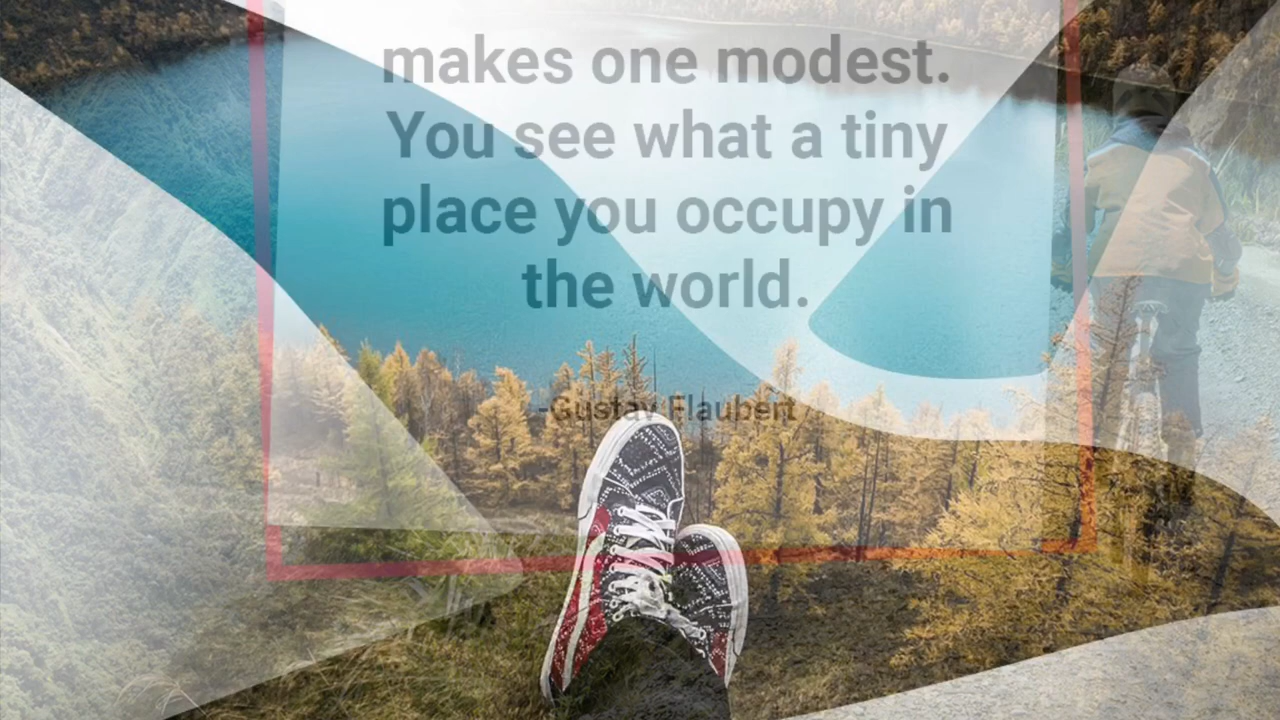 makes one modest.
You see what a tiny
place you occupy in
the world.
-Gustav Flaubert